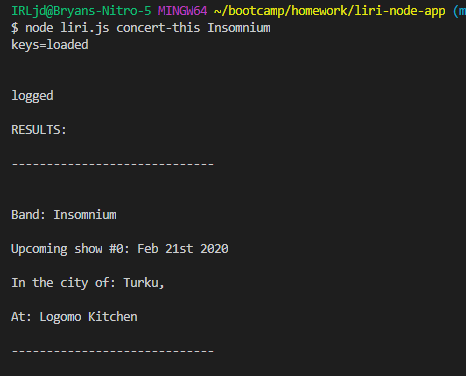 IRLjd@Bryans-Nitro-5 MINGW64 ~/bootcamp/homework/liri-node-app (m
$ node liri.js concert-this Insomnium
keys=loaded
logged
RESULTS:
-----------------------------
Band: Insomnium
Upcoming show #0: Feb 21st 2020
In the city of: Turku,
At: Logomo Kitchen
-----------------------------